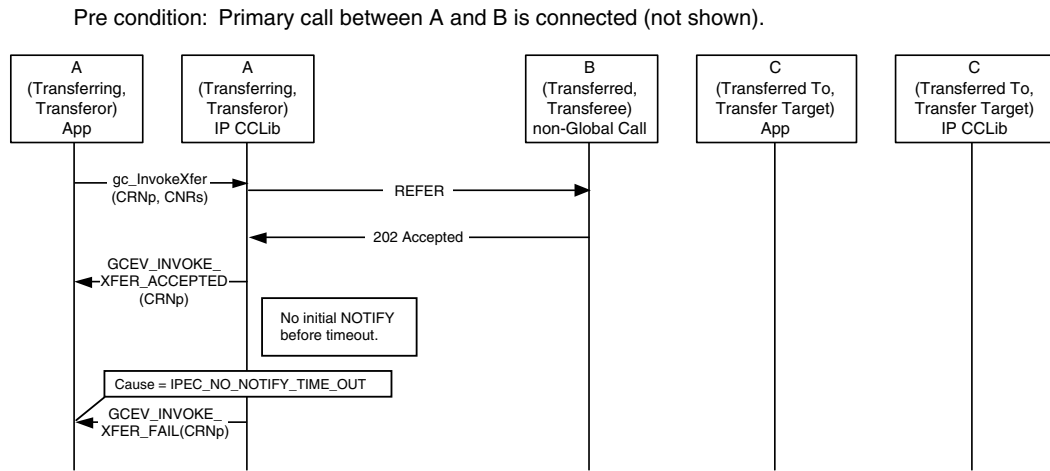 Pre condition: Primary call between A and B is connected (not shown).
A
(Transferring,
Transferor)
App
A
(Transferring,
Transferor)
IP CCLib
B
(Transferred,
Transferee)
non-Global Call
C
(Transferred To,
Transfer Target)
App
C
(Transferred To,
Transfer Target)
IP CCLib
gc_InvokeXfer
(CRNp, CNRs)
REFER
202 Accepted
GCEV_INVOKE_
XFER_ACCEPTED
(CRNp)
No initial NOTIFY
before timeout.
Cause = IPEC_NO_NOTIFY_TIME_OUT
GCEV_INVOKE_
XFER_FAIL(CRNp)